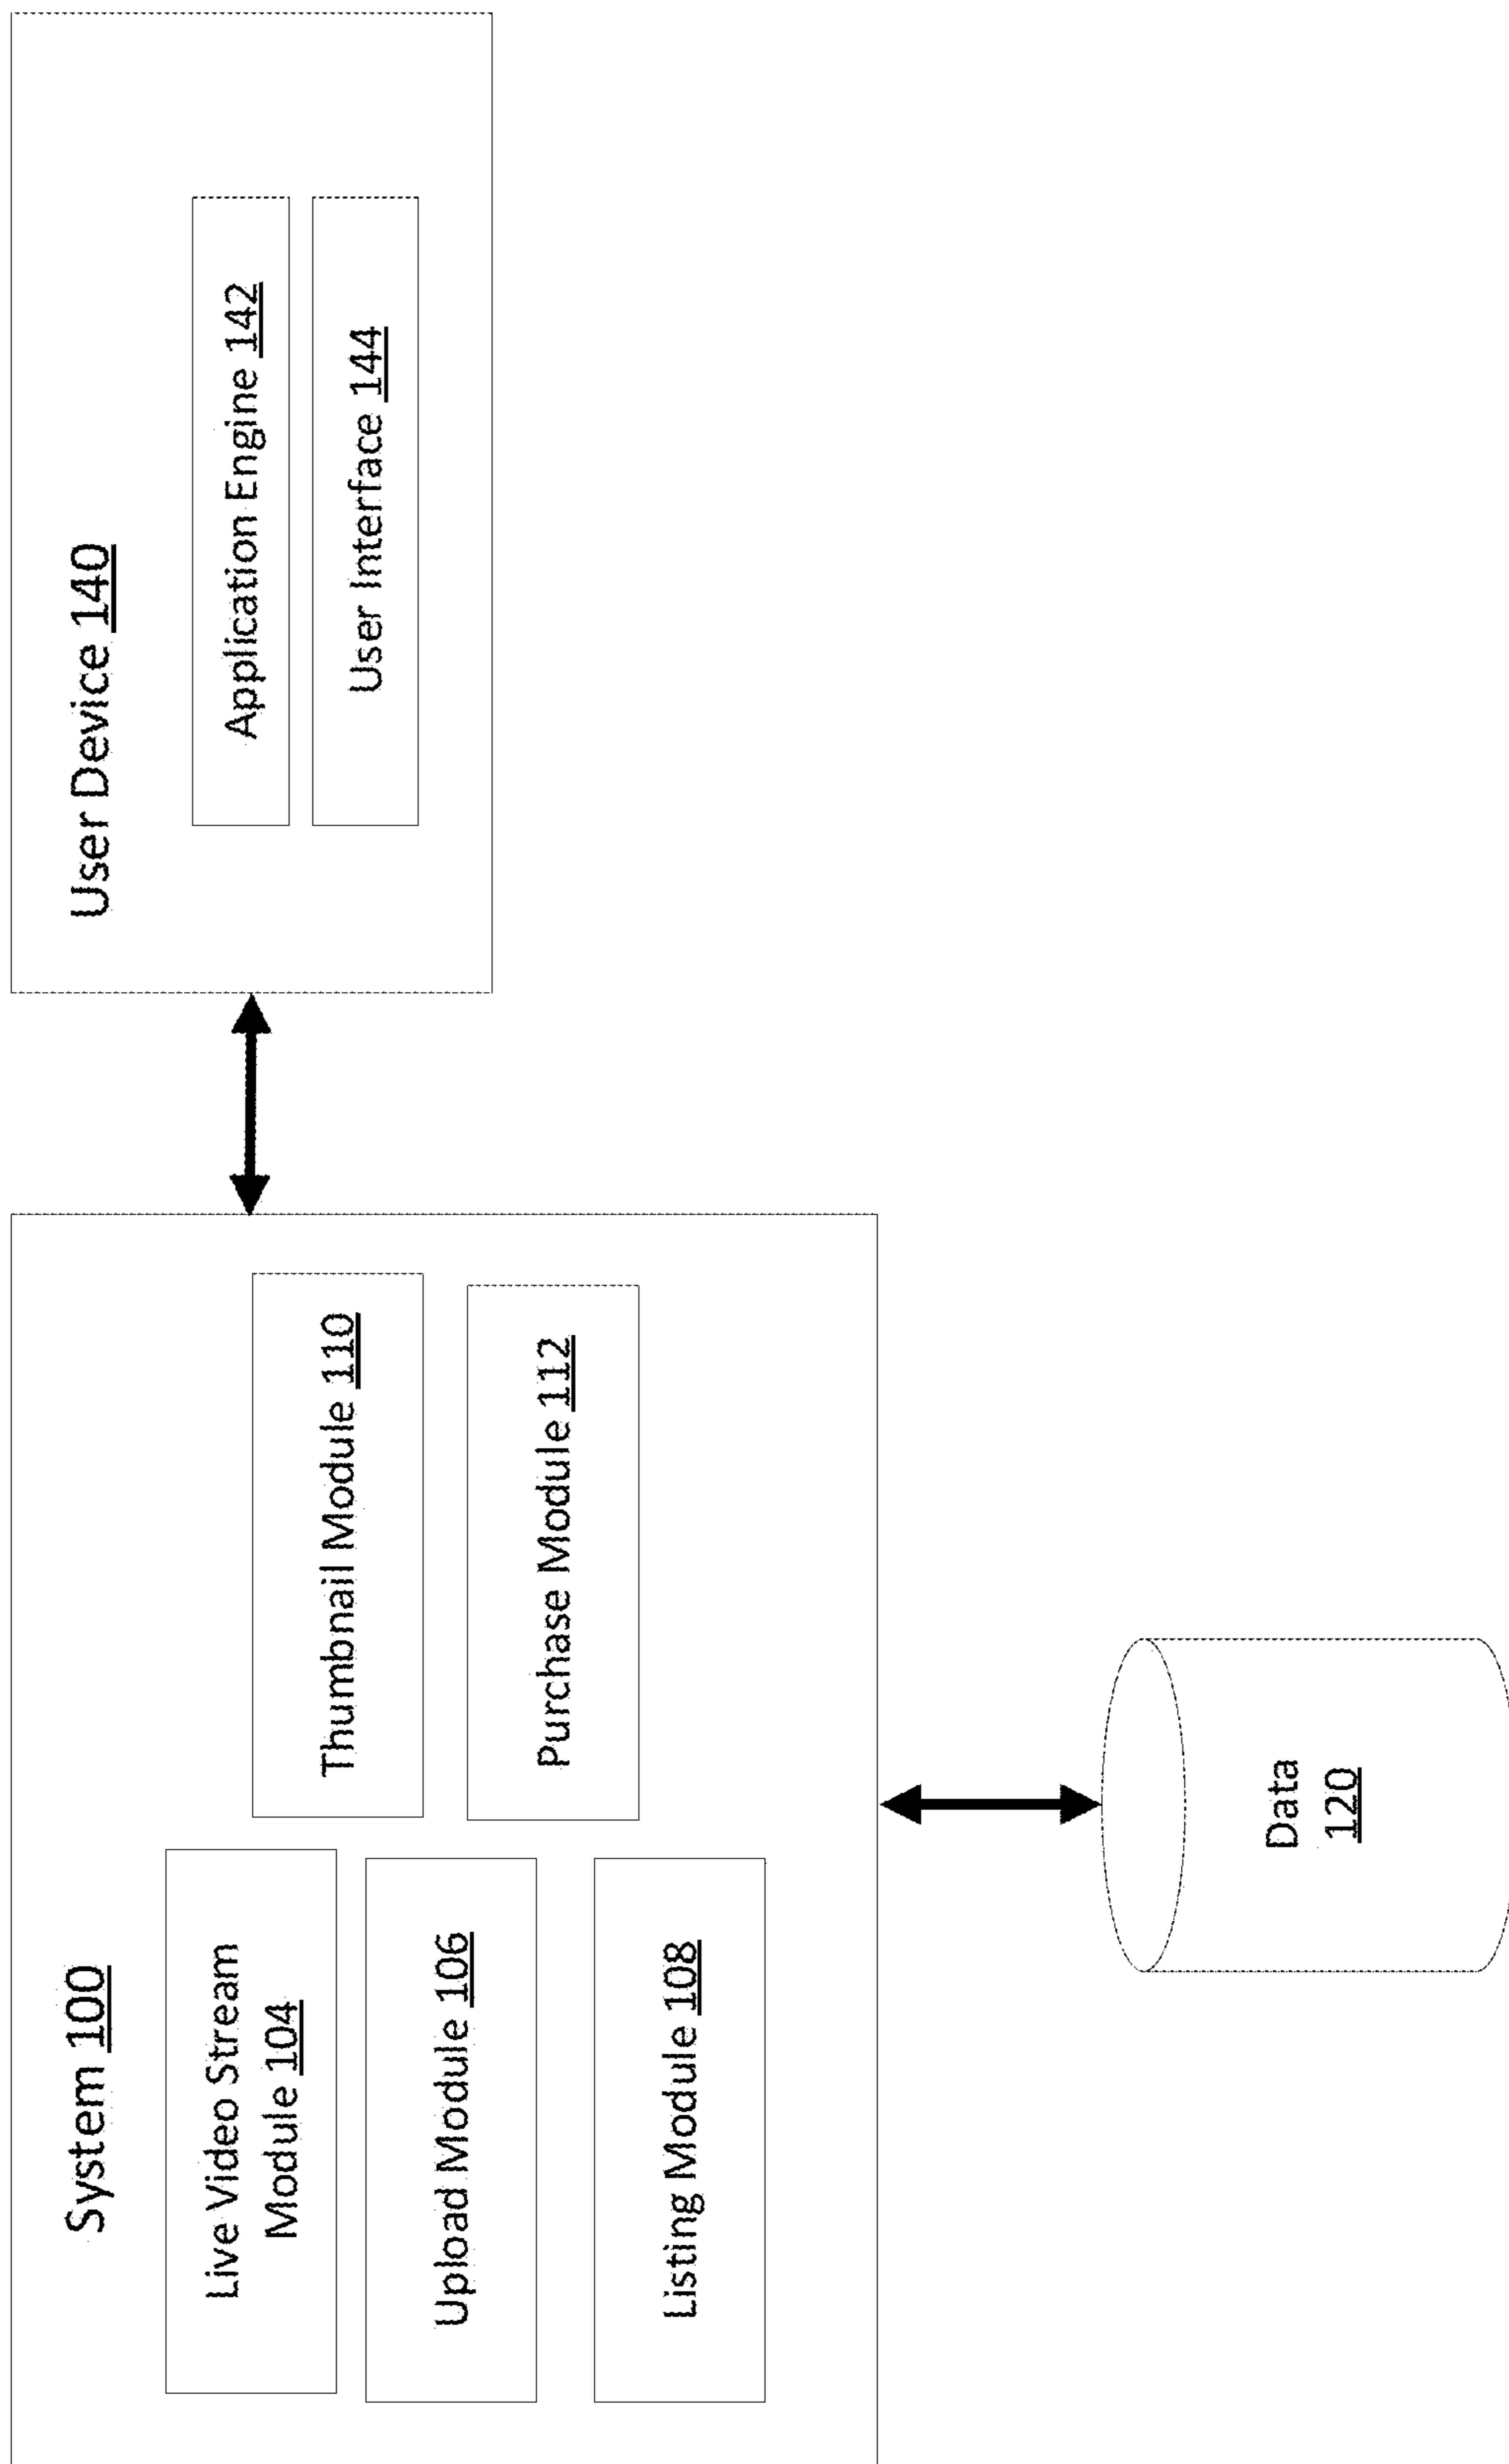 System 100
Live Video Stream
Module 104
Upload Module 106
Listing Module 108
Thumbnail Module 110
Purchase Module 112
User Device 140
Application Engine 142
User Interface 144
Data
120